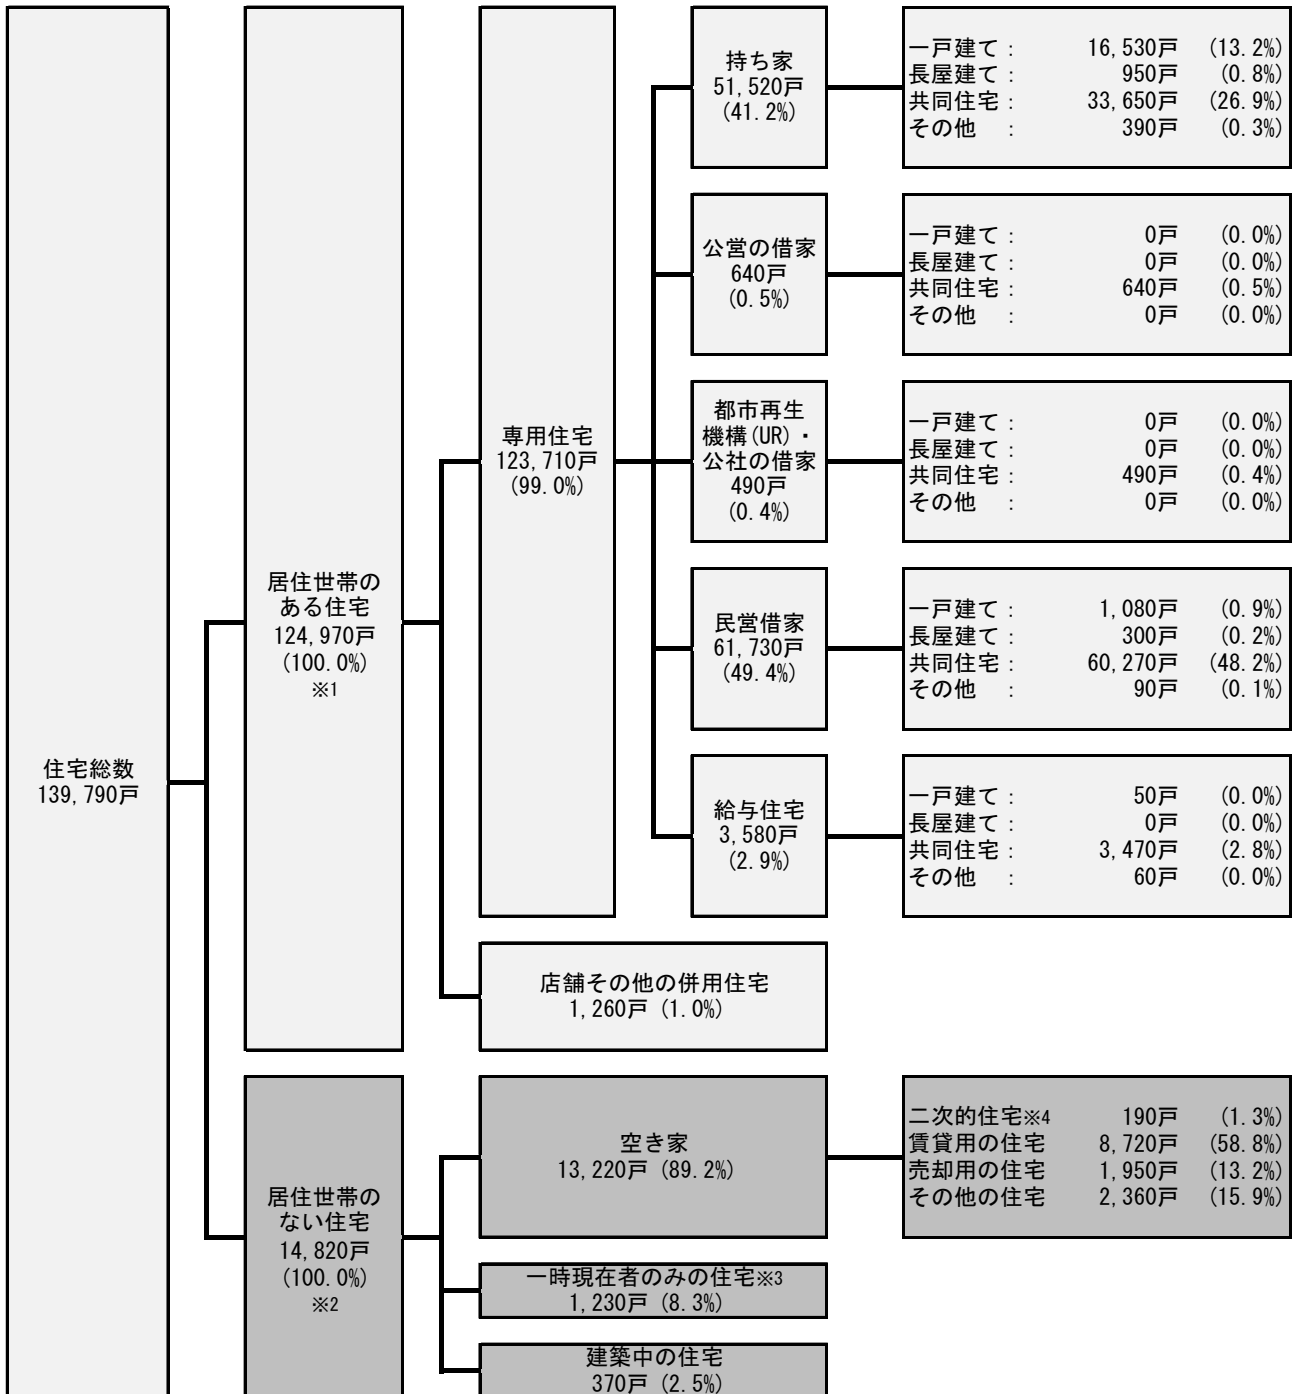 住宅総数
139,790戸
居住世帯の
ある住宅
124,970戸
(100.0%)
※1
専用住宅
123,710戸
(99.0%)
持ち家
51,520戸
(41.2%)
一戸建て： 16,530戸 (13.2%)
長屋建て： 950戸 (0.8%)
共同住宅： 33,650戸 (26.9%)
その他 ： 390戸 (0.3%)
公営の借家
640戸
(0.5%)
一戸建て： 0戸 (0.0%)
長屋建て： 0戸 (0.0%)
共同住宅： 640戸 (0.5%)
その他 ： 0戸 (0.0%)
都市再生
機構(UR)・
公社の借家
490戸
(0.4%)
一戸建て： 0戸 (0.0%)
長屋建て： 0戸 (0.0%)
共同住宅： 490戸 (0.4%)
その他 ： 0戸 (0.0%)
民営借家
61,730戸
(49.4%)
一戸建て： 1,080戸 (0.9%)
長屋建て： 300戸 (0.2%)
共同住宅： 60,270戸 (48.2%)
その他 ： 90戸 (0.1%)
給与住宅
3,580戸
(2.9%)
一戸建て： 50戸 (0.0%)
長屋建て： 0戸 (0.0%)
共同住宅： 3,470戸 (2.8%)
その他 ： 60戸 (0.0%)
店舗その他の併用住宅
1,260戸 (1.0%)
居住世帯の
ない住宅
14,820戸
(100.0%)
※2
空き家
13,220戸 (89.2%)
二次的住宅※4 190戸 (1.3%)
賃貸用の住宅 8,720戸 (58.8%)
売却用の住宅 1,950戸 (13.2%)
その他の住宅 2,360戸 (15.9%)
一時現在者のみの住宅※3
1,230戸 (8.3%)
建築中の住宅
370戸 (2.5%)